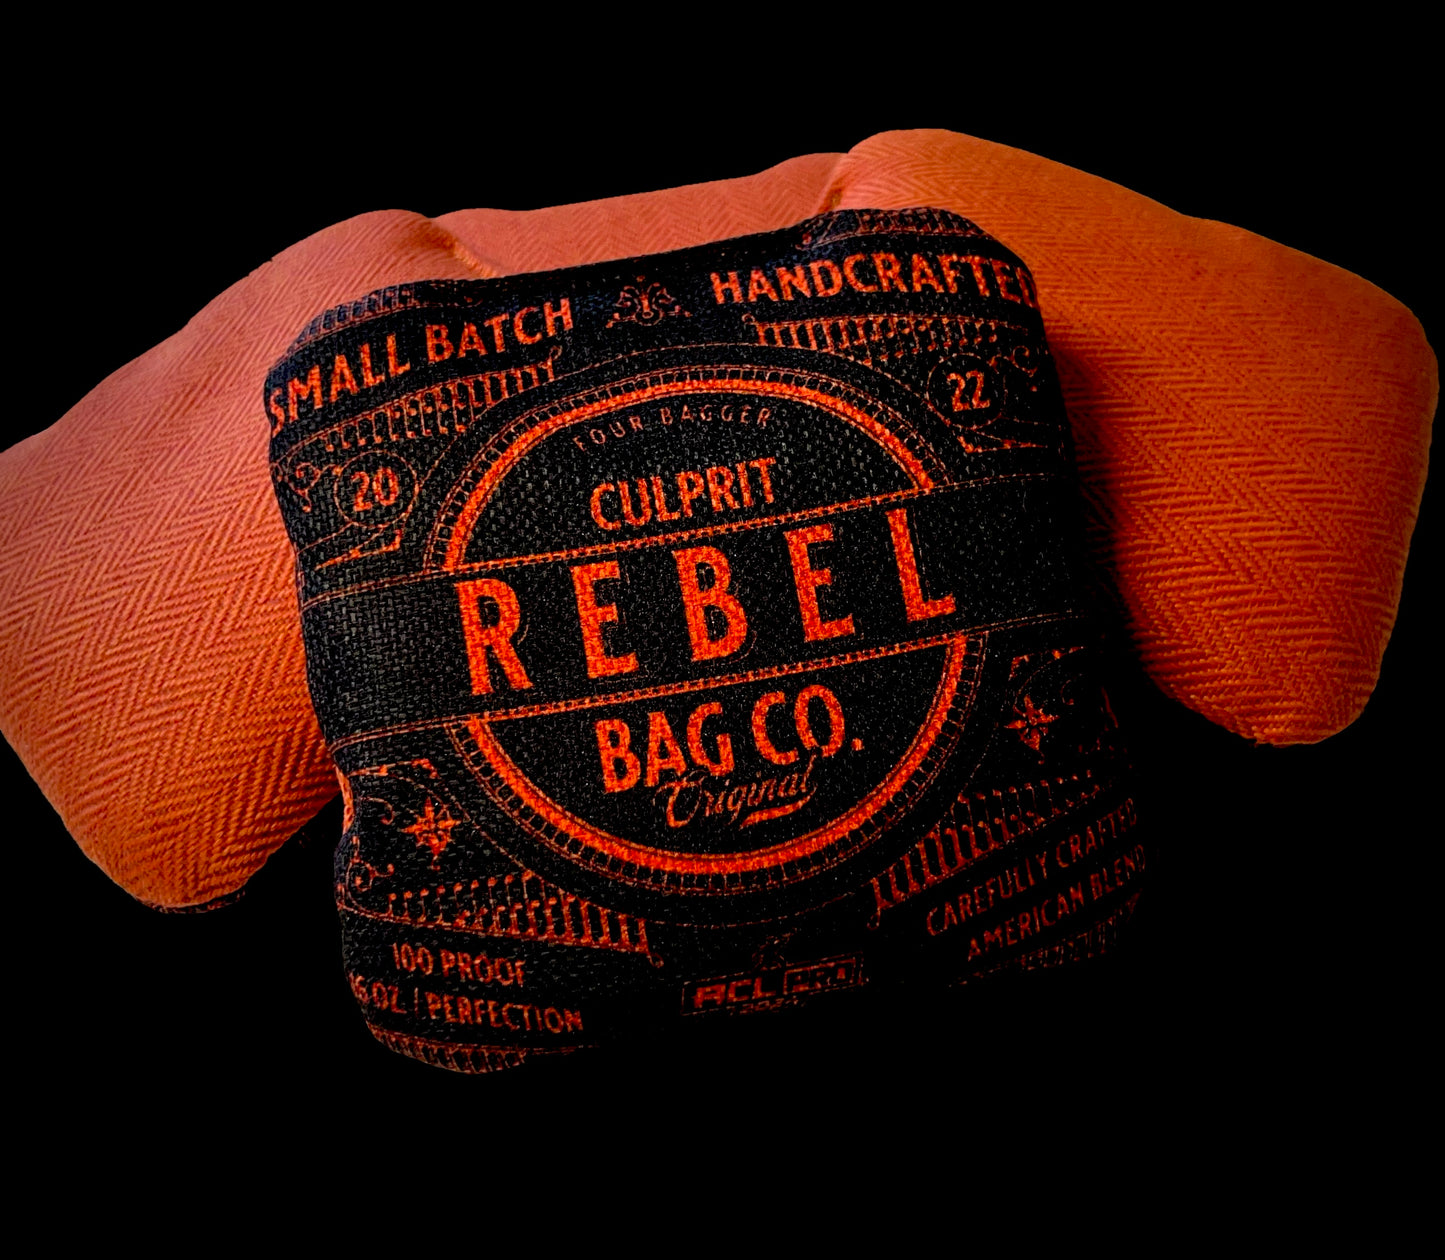 SMALL BATCH
HANDCRAFTED
20
22
FOUR BAGGER
CULPRIT
REBEL
BAG CO.
Original
100 PROOF
16 OZ. | PERFECTION
CAREFULLY CRAFTED
AMERICAN BLEND
ACL PRO